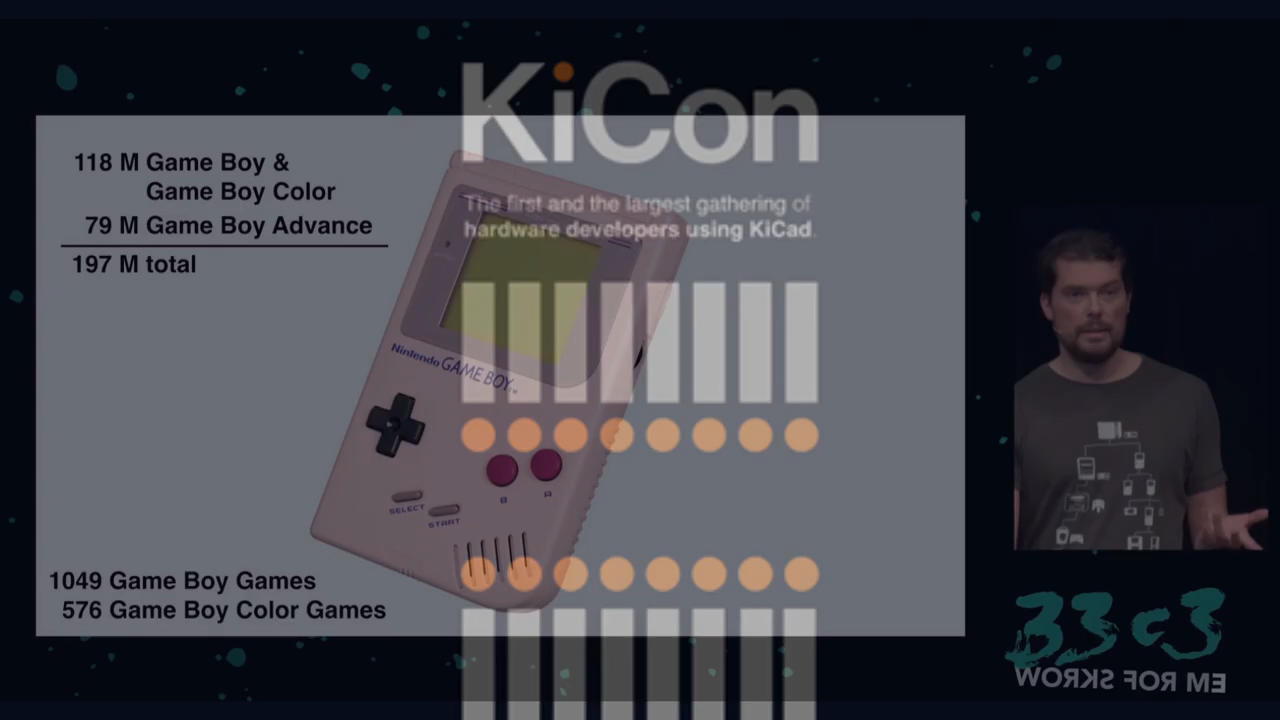 KiCon
The first and the largest gathering of
hardware developers using KiCad.
118 M Game Boy &
Game Boy Color
79 M Game Boy Advance
197 M total
Nintendo GAME BOY™
B
A
SELECT
START
1049 Game Boy Games
576 Game Boy Color Games
33c3
WORKS FOR ME